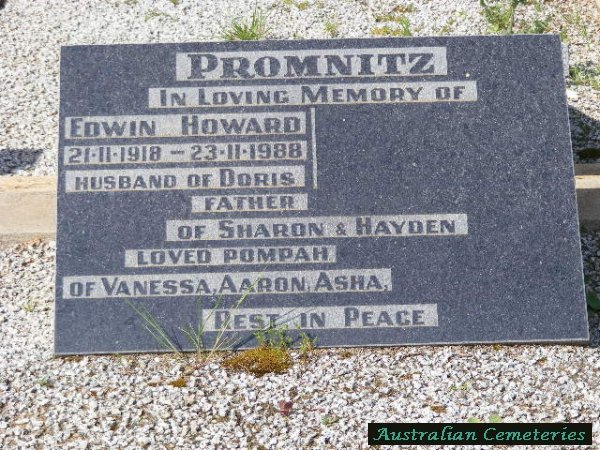 PROMNITZ
IN LOVING MEMORY OF
EDWIN HOWARD
21·11·1918 – 23·11·1988
HUSBAND OF DORIS
FATHER
OF SHARON & HAYDEN
LOVED POMPAH
OF VANESSA, AARON, ASHA,
REST IN PEACE
Australian Cemeteries